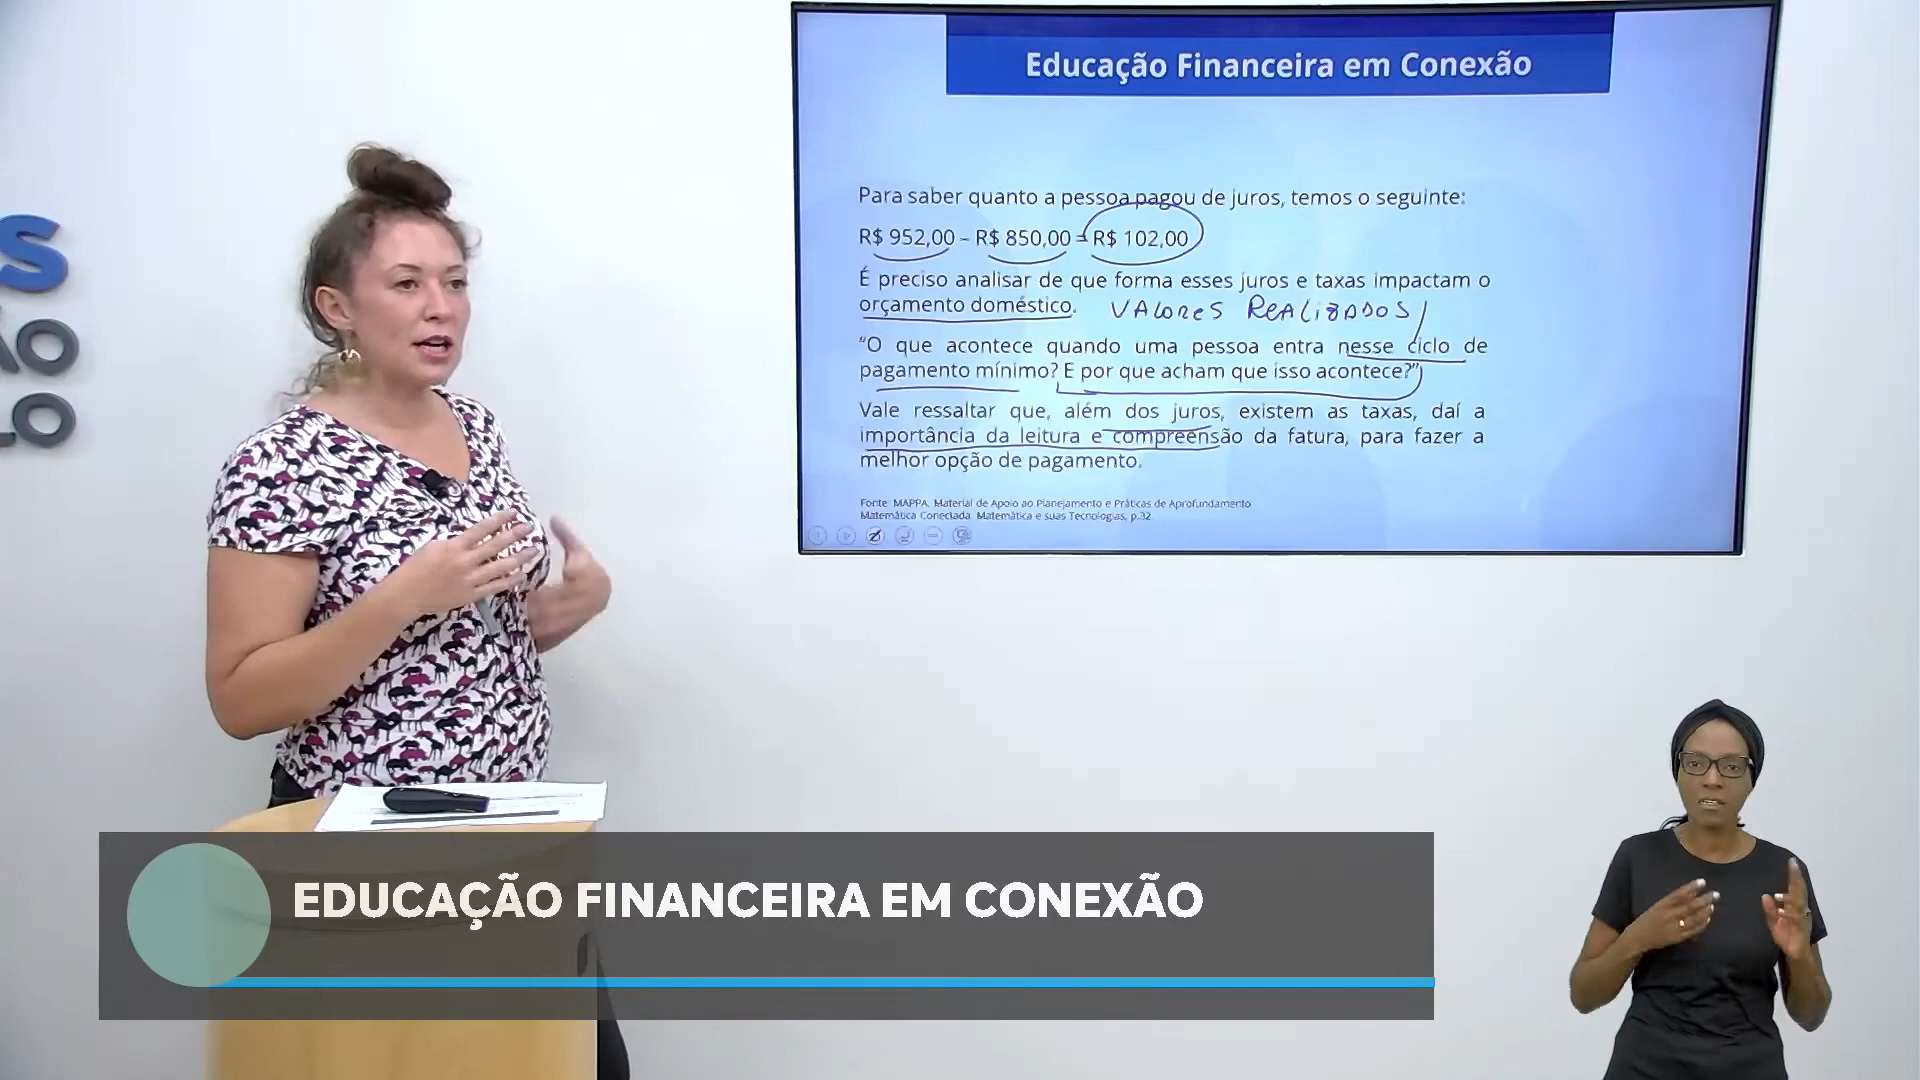 Educação Financeira em Conexão
Para saber quanto a pessoa pagou de juros, temos o seguinte:
R$ 952,00 – R$ 850,00 = R$ 102,00
É preciso analisar de que forma esses juros e taxas impactam o
orçamento doméstico. VALORES REALIZADOS
“O que acontece quando uma pessoa entra nesse ciclo de
pagamento mínimo? E por que acham que isso acontece?”
Vale ressaltar que, além dos juros, existem as taxas, daí a
importância da leitura e compreensão da fatura, para fazer a
melhor opção de pagamento.
Fonte: MAPPA. Material de Apoio ao Planejamento e Práticas de Aprofundamento
Matemática Conectada. Matemática e suas Tecnologias, p.32.
S
ÃO
LO
EDUCAÇÃO FINANCEIRA EM CONEXÃO